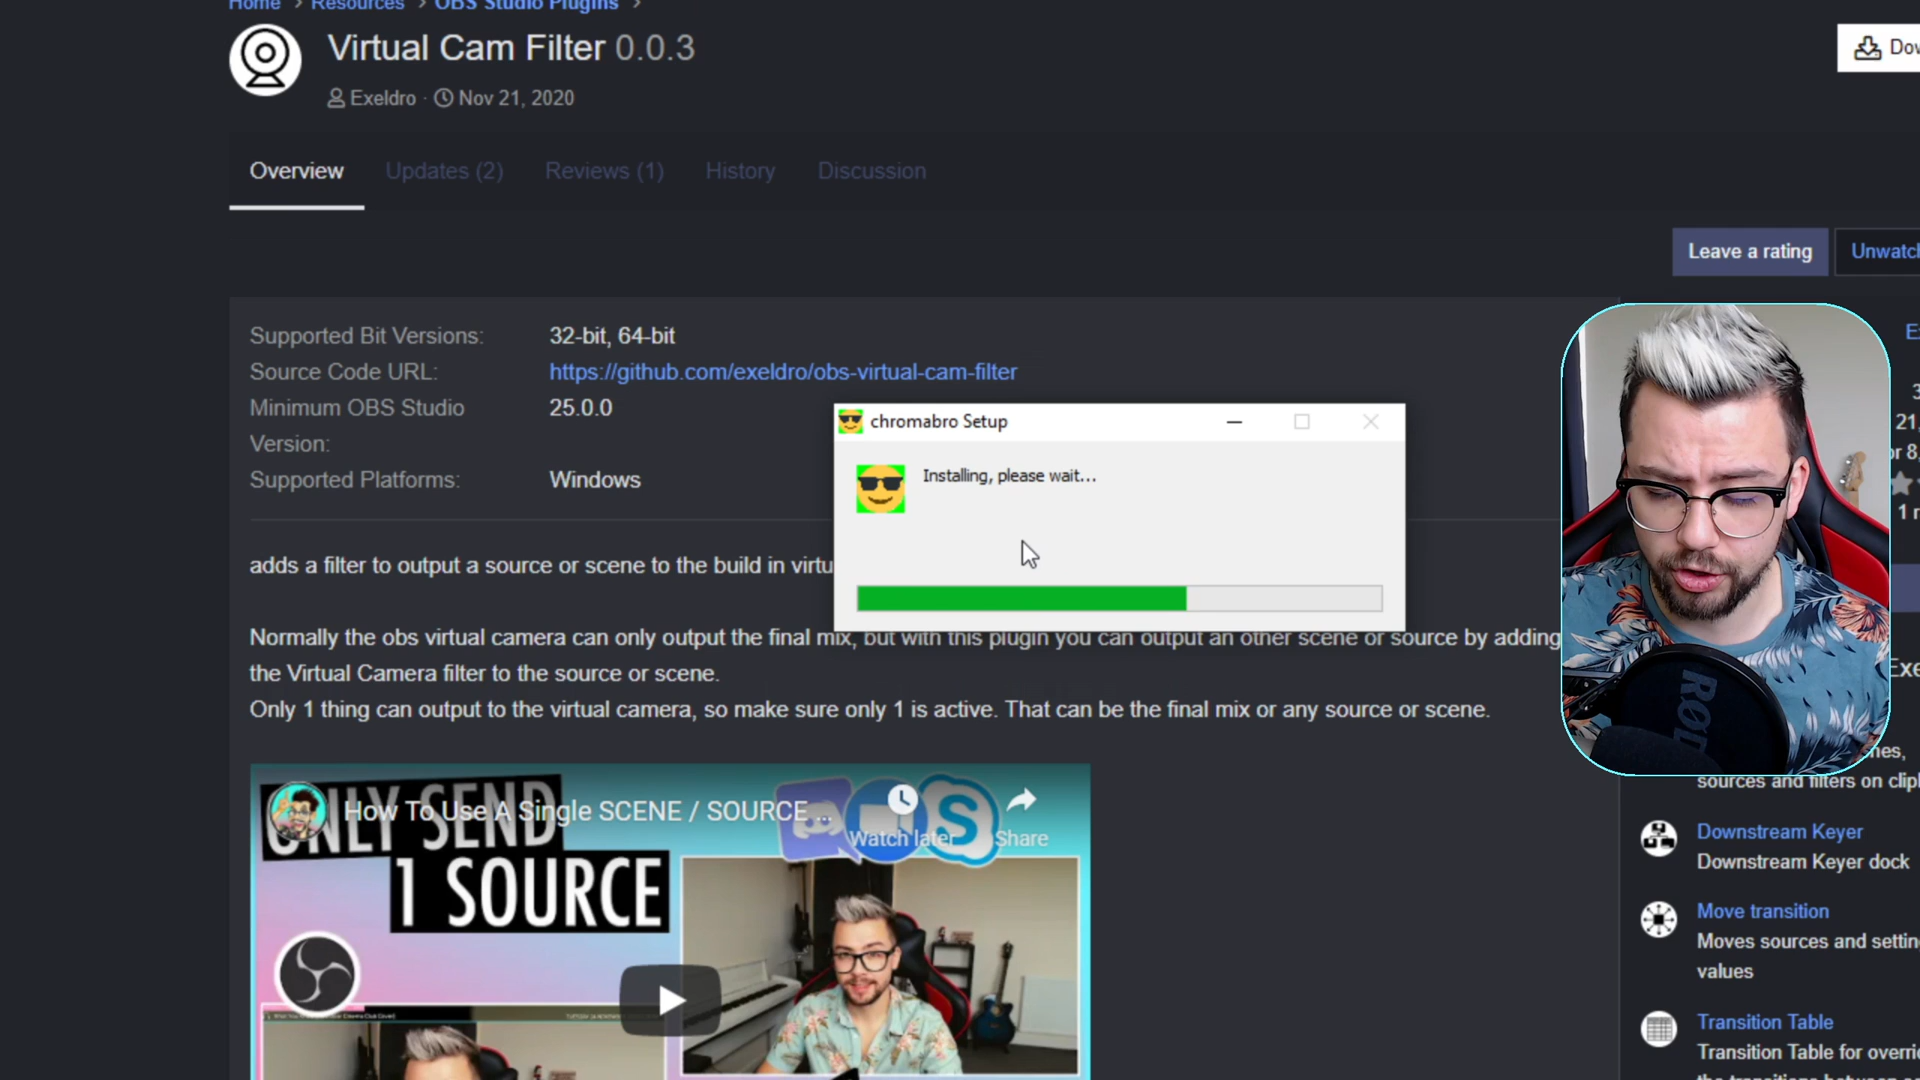 Home > Resources > OBS Studio Plugins >
Virtual Cam Filter 0.0.3
Exeldro · Nov 21, 2020
Overview
Updates (2)
Reviews (1)
History
Discussion
Leave a rating
Supported Bit Versions: 32-bit, 64-bit
Source Code URL: https://github.com/exeldro/obs-virtual-cam-filter
Minimum OBS Studio 25.0.0
Version:
Supported Platforms: Windows
chromabro Setup
Installing, please wait...
adds a filter to output a source or scene to the build in
Normally the obs virtual camera can only output the final mix, but with this plugin you can output an other scene or source by adding
the Virtual Camera filter to the source or scene.
Only 1 thing can output to the virtual camera, so make sure only 1 is active. That can be the final mix or any source or scene.
ONLY SEND
1 SOURCE
How To Use A Single SCENE / SOURCE ...
Watch later
Share
S
RØDE
sources and filters on
Downstream Keyer
Downstream Keyer dock
Move transition
Moves sources and
values
Transition Table
Transition Table for